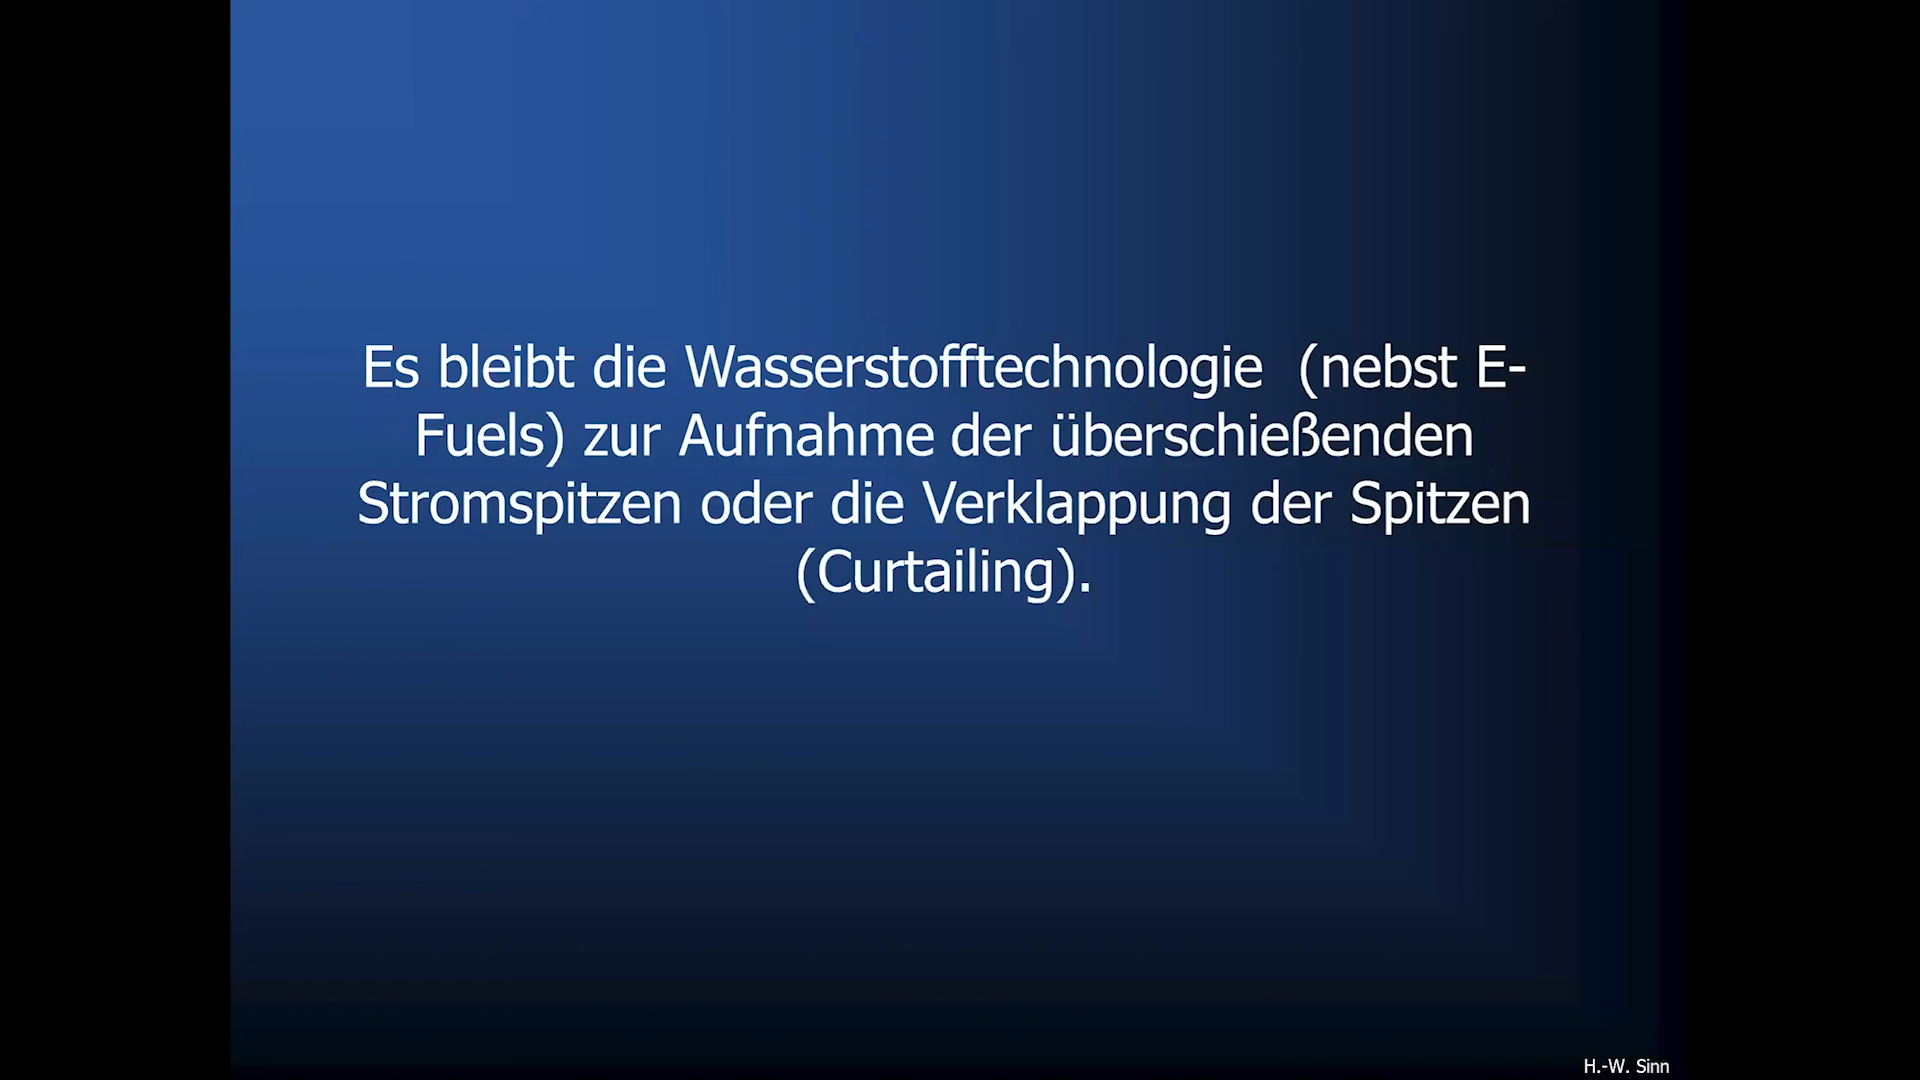 Es bleibt die Wasserstofftechnologie  (nebst E-
Fuels) zur Aufnahme der überschießenden
Stromspitzen oder die Verklappung der Spitzen
(Curtailing).
H.-W. Sinn